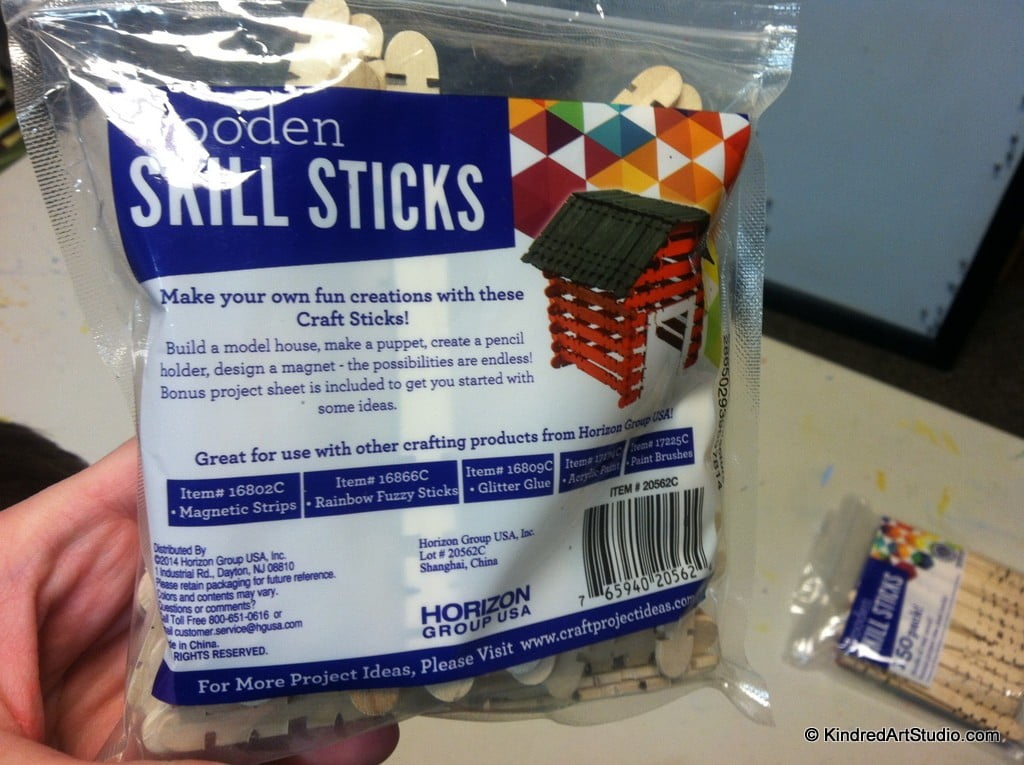 ooden
SKILL STICKS
Make your own fun creations with these
Craft Sticks!
Build a model house, make a puppet, create a pencil
holder, design a magnet - the possibilities are endless!
Bonus project sheet is included to get you started with
some ideas.
Great for use with other crafting products from Horizon Group USA!
Item# 16802C
• Magnetic Strips
Item# 16866C
• Rainbow Fuzzy Sticks
Item# 16809C
• Glitter Glue
• Acrylic Paint
Item# 17225C
• Paint Brushes
ITEM # 20562C
Distributed By
©2014 Horizon Group USA, Inc.
1 Industrial Rd., Dayton, NJ 08810
Please retain packaging for future reference.
Colors and contents may vary.
Questions or comments?
Call Toll Free 800-651-0616 or
customer.service@hgusa.com
in China.
RIGHTS RESERVED.
Horizon Group USA, Inc.
Lot # 20562C
Shanghai, China
HORIZON
GROUP USA
7 65940 20562
For More Project Ideas, Please Visit www.craftprojectideas.com
SKILL STICKS
50 pack!
© KindredArtStudio.com